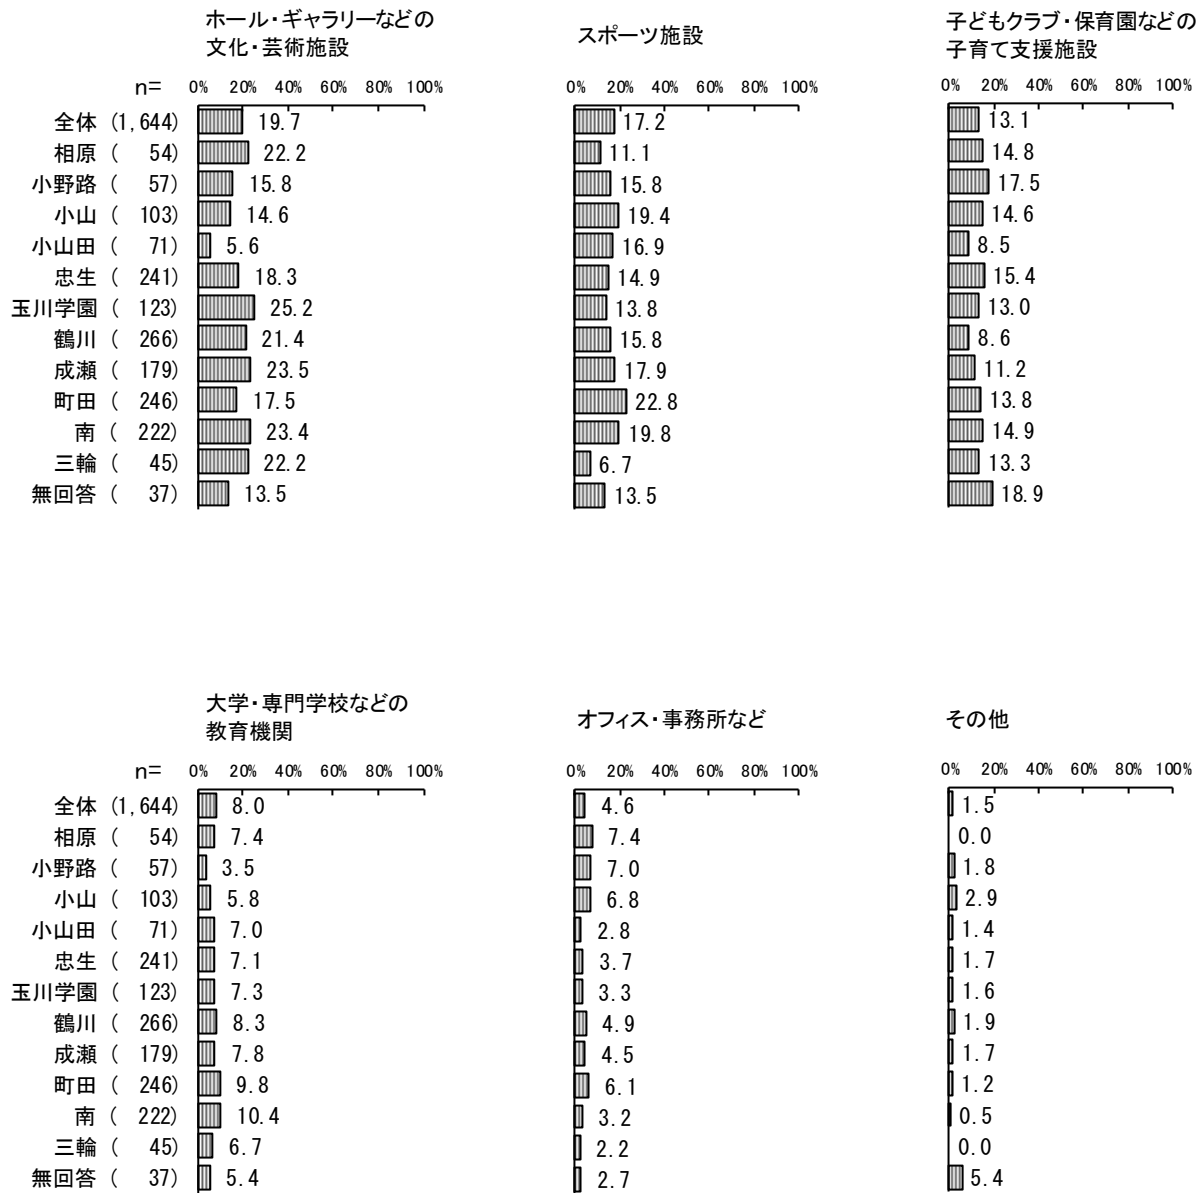 ホール・ギャラリーなどの
文化・芸術施設
スポーツ施設
子どもクラブ・保育園などの
子育て支援施設
n=
0% 20% 40% 60% 80% 100%
0% 20% 40% 60% 80% 100%
0% 20% 40% 60% 80% 100%
全体 (1,644) 19.7 17.2 13.1
相原 ( 54) 22.2 11.1 14.8
小野路 ( 57) 15.8 15.8 17.5
小山 ( 103) 14.6 19.4 14.6
小山田 ( 71) 5.6 16.9 8.5
忠生 ( 241) 18.3 14.9 15.4
玉川学園 ( 123) 25.2 13.8 13.0
鶴川 ( 266) 21.4 15.8 8.6
成瀬 ( 179) 23.5 17.9 11.2
町田 ( 246) 17.5 22.8 13.8
南 ( 222) 23.4 19.8 14.9
三輪 ( 45) 22.2 6.7 13.3
無回答 ( 37) 13.5 13.5 18.9
大学・専門学校などの
教育機関
オフィス・事務所など
その他
n=
0% 20% 40% 60% 80% 100%
0% 20% 40% 60% 80% 100%
0% 20% 40% 60% 80% 100%
全体 (1,644) 8.0 4.6 1.5
相原 ( 54) 7.4 7.4 0.0
小野路 ( 57) 3.5 7.0 1.8
小山 ( 103) 5.8 6.8 2.9
小山田 ( 71) 7.0 2.8 1.4
忠生 ( 241) 7.1 3.7 1.7
玉川学園 ( 123) 7.3 3.3 1.6
鶴川 ( 266) 8.3 4.9 1.9
成瀬 ( 179) 7.8 4.5 1.7
町田 ( 246) 9.8 6.1 1.2
南 ( 222) 10.4 3.2 0.5
三輪 ( 45) 6.7 2.2 0.0
無回答 ( 37) 5.4 2.7 5.4